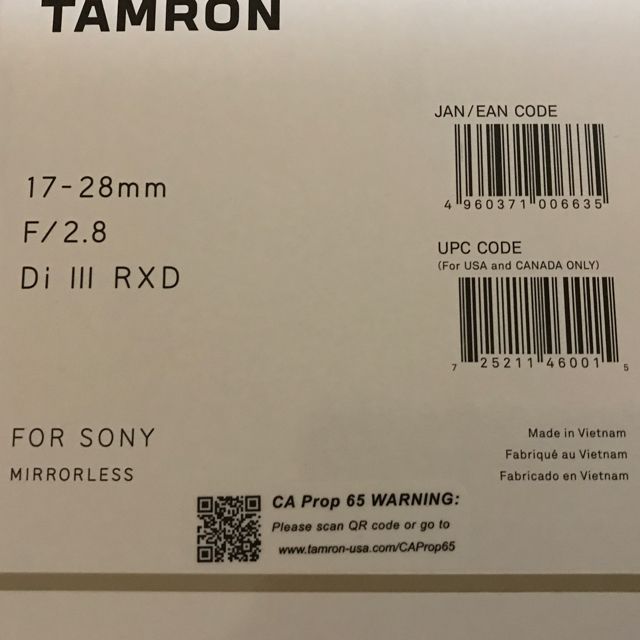 TAMRON
17-28mm
F/2.8
Di III RXD
JAN/EAN CODE
4 960371 006635
UPC CODE
(For USA and CANADA ONLY)
7 25211 46001 5
FOR SONY
MIRRORLESS
Made in Vietnam
Fabriqué au Vietnam
Fabricado en Vietnam
CA Prop 65 WARNING:
Please scan QR code or go to
www.tamron-usa.com/CAProp65